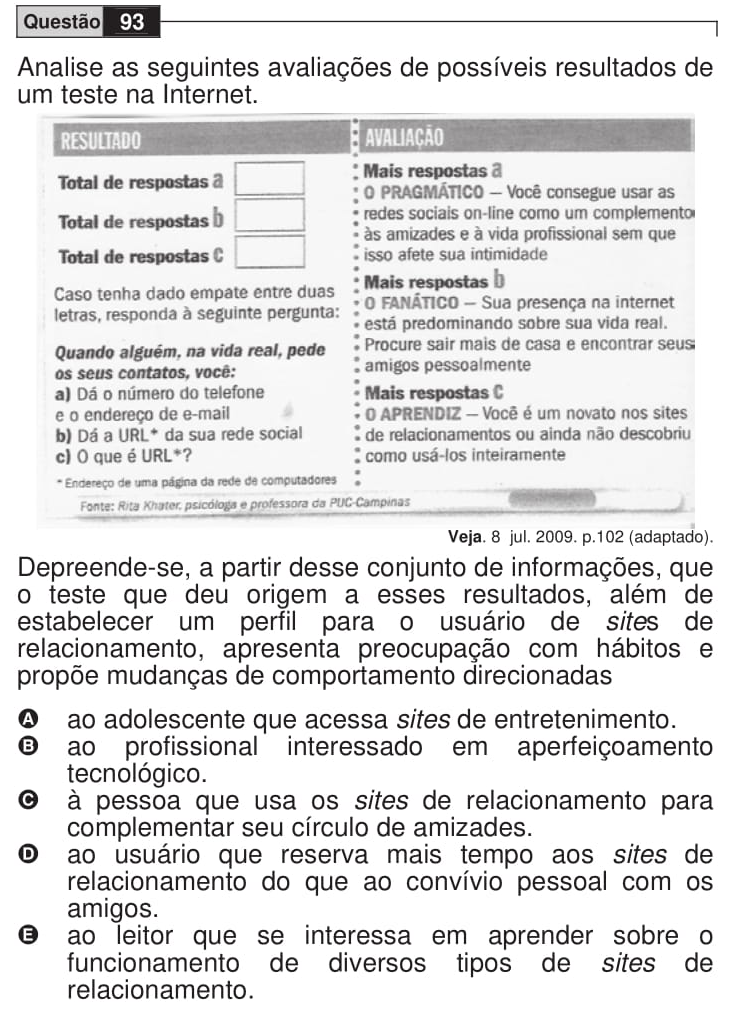 Questão 93
Analise as seguintes avaliações de possíveis resultados de
um teste na Internet.
RESULTADO
Total de respostas a
Total de respostas b
Total de respostas c
Caso tenha dado empate entre duas
letras, responda à seguinte pergunta:
Quando alguém, na vida real, pede
os seus contatos, você:
a) Dá o número do telefone
e o endereço de e-mail
b) Dá a URL* da sua rede social
c) O que é URL*?
* Endereço de uma página da rede de computadores
Fonte: Rita Khater, psicóloga e professora da PUC-Campinas
AVALIAÇÃO
Mais respostas a
O PRAGMÁTICO — Você consegue usar as
redes sociais on-line como um complemento
às amizades e à vida profissional sem que
isso afete sua intimidade
Mais respostas b
O FANÁTICO — Sua presença na internet
está predominando sobre sua vida real.
Procure sair mais de casa e encontrar seus
amigos pessoalmente
Mais respostas c
O APRENDIZ — Você é um novato nos sites
de relacionamentos ou ainda não descobriu
como usá-los inteiramente
Veja. 8 jul. 2009. p.102 (adaptado).
Depreende-se, a partir desse conjunto de informações, que
o teste que deu origem a esses resultados, além de
estabelecer um perfil para o usuário de sites de
relacionamento, apresenta preocupação com hábitos e
propõe mudanças de comportamento direcionadas
A ao adolescente que acessa sites de entretenimento.
B ao profissional interessado em aperfeiçoamento
tecnológico.
C à pessoa que usa os sites de relacionamento para
complementar seu círculo de amizades.
D ao usuário que reserva mais tempo aos sites de
relacionamento do que ao convívio pessoal com os
amigos.
E ao leitor que se interessa em aprender sobre o
funcionamento de diversos tipos de sites de
relacionamento.